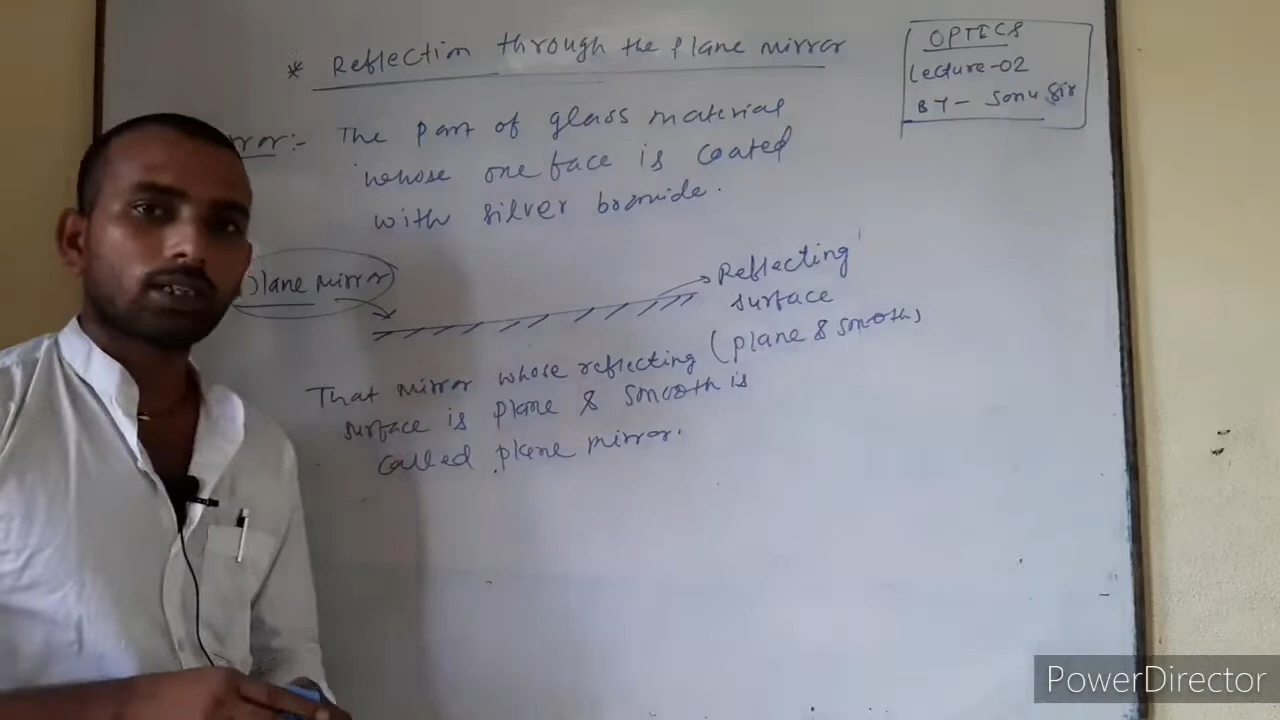 * Reflection through the plane mirror
OPTICS
Lecture-02
BY - Sonu Sir
rror:- The part of glass material
whose one face is coated
with silver bromide.
plane mirror
Reflecting
surface
(plane & smooth)
That mirror whose reflecting
surface is plane & smooth is
called plane mirror.
PowerDirector